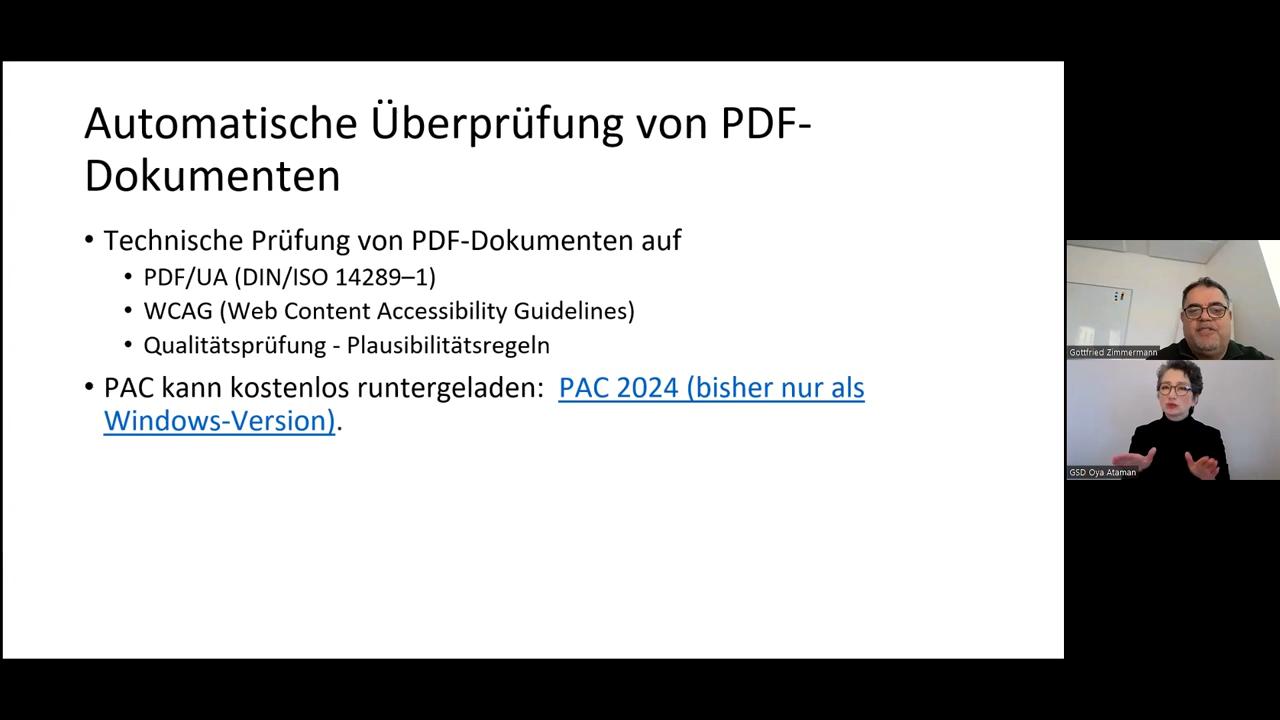 Automatische Überprüfung von PDF-
Dokumenten
• Technische Prüfung von PDF-Dokumenten auf
• PDF/UA (DIN/ISO 14289–1)
• WCAG (Web Content Accessibility Guidelines)
• Qualitätsprüfung - Plausibilitätsregeln
• PAC kann kostenlos runtergeladen: PAC 2024 (bisher nur als
Windows-Version).
Gottfried Zimmermann
GSD Oya Ataman